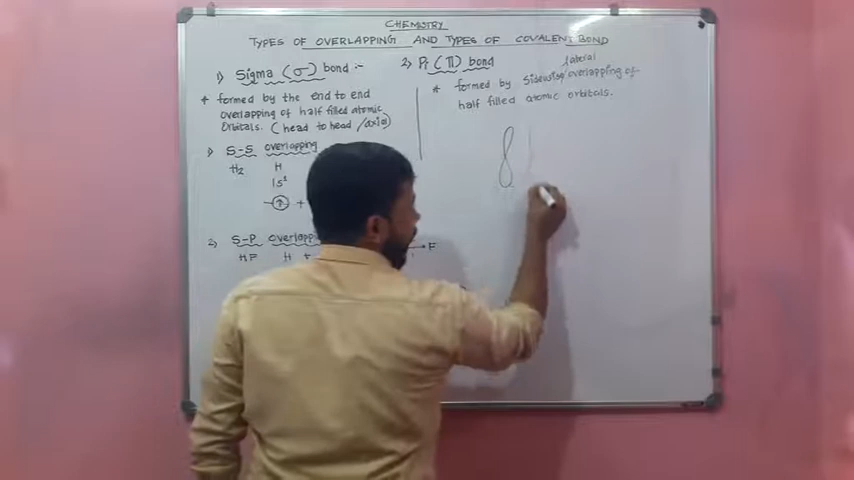 CHEMISTRY
TYPES OF OVERLAPPING AND TYPES OF COVALENT BOND
1) Sigma (σ) bond :-
* formed by the end to end
overlapping of half filled atomic
orbitals. (head to head /axial)
1) S-S overlapping
H2 H
1s¹
↑ +
2) S-P overlapp
HF H + F
2) Pi (π) bond
lateral
* formed by sidewise/overlapping of
half filled atomic orbitals.